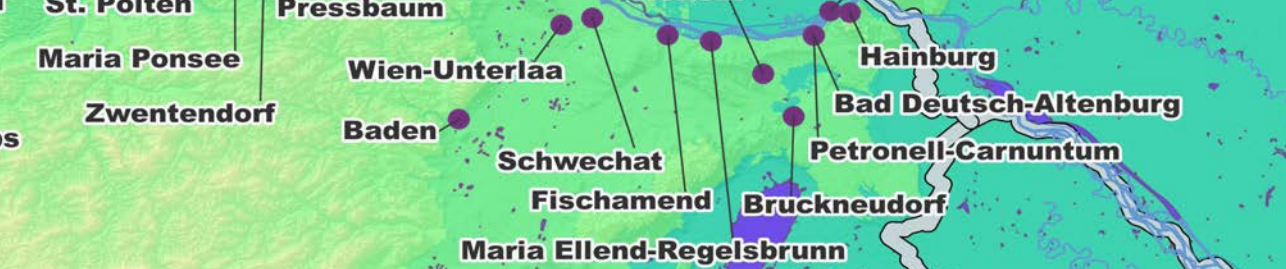 St. Pölten
Pressbaum
Maria Ponsee
Hainburg
Wien-Unterlaa
Zwentendorf
Bad Deutsch-Altenburg
Baden
Petronell-Carnuntum
Schwechat
Fischamend
Bruckneudorf
Maria Ellend-Regelsbrunn